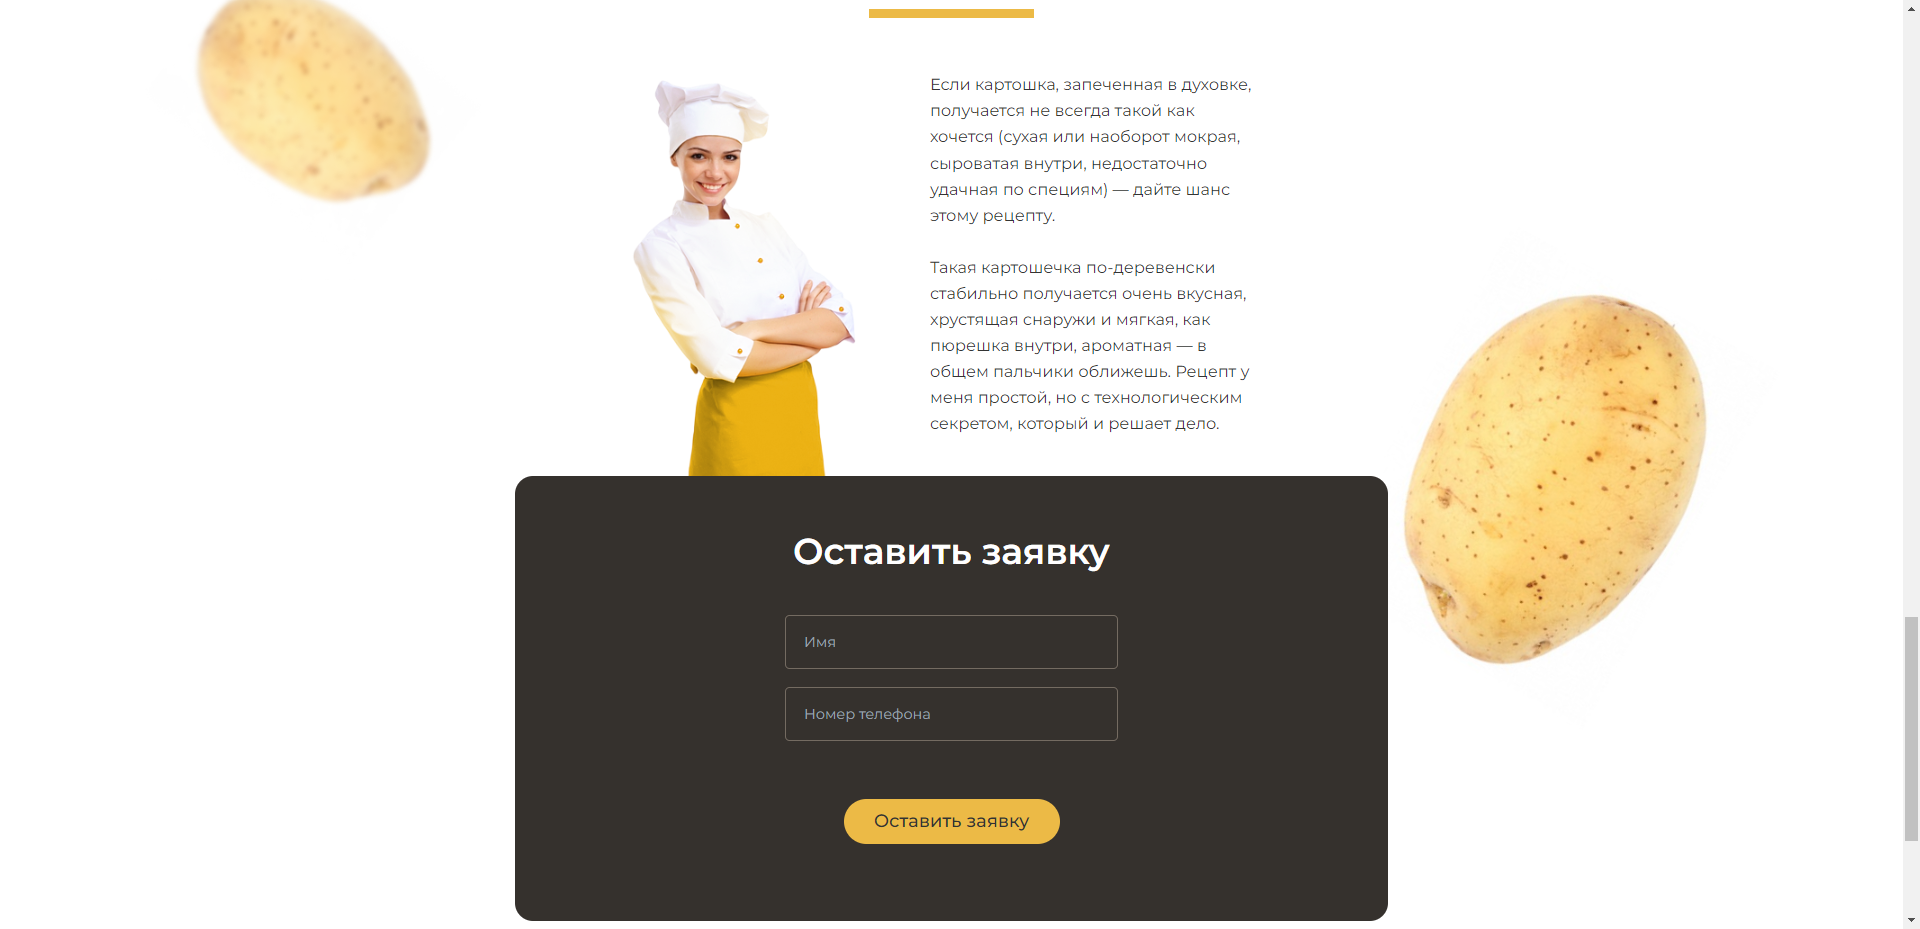 Если картошка, запеченная в духовке,
получается не всегда такой как
хочется (сухая или наоборот мокрая,
сыроватая внутри, недостаточно
удачная по специям) — дайте шанс
этому рецепту.
Такая картошечка по-деревенски
стабильно получается очень вкусная,
хрустящая снаружи и мягкая, как
пюрешка внутри, ароматная — в
общем пальчики оближешь. Рецепт у
меня простой, но с технологическим
секретом, который и решает дело.
Оставить заявку
Имя
Номер телефона
Оставить заявку